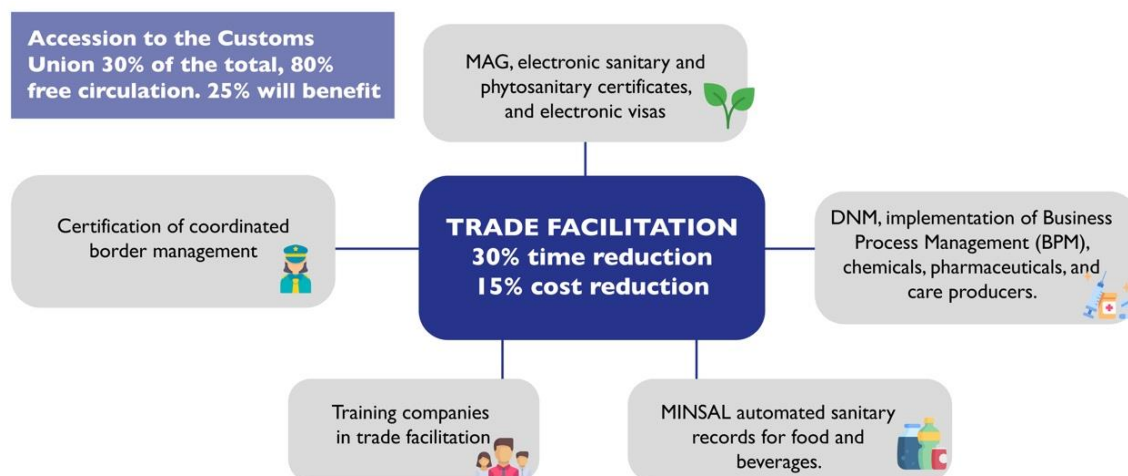 Accession to the Customs
Union 30% of the total, 80%
free circulation. 25% will benefit
MAG, electronic sanitary and
phytosanitary certificates,
and electronic visas
Certification of coordinated
border management
TRADE FACILITATION
30% time reduction
15% cost reduction
DNM, implementation of Business
Process Management (BPM),
chemicals, pharmaceuticals, and
care producers.
Training companies
in trade facilitation
MINSAL automated sanitary
records for food and
beverages.